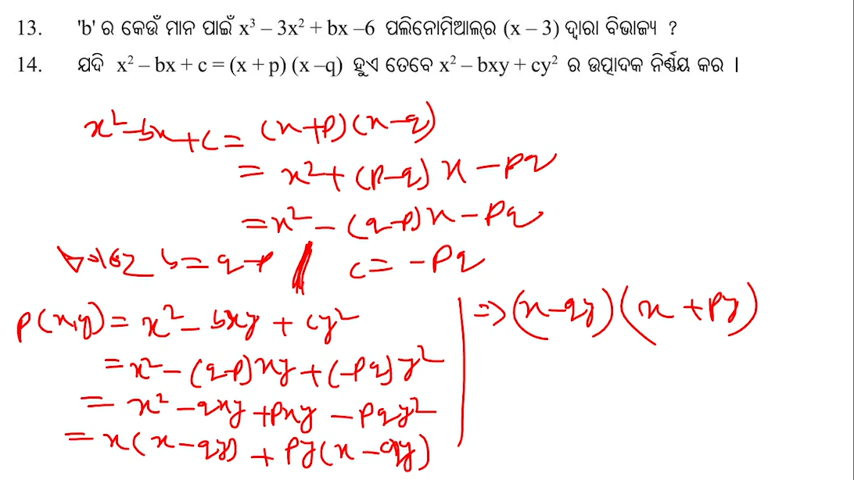 13. 'b' ର କେଉଁ ମାନ ପାଇଁ x³ – 3x² + bx –6 ପଲିନୋମିଆଲ୍‌ର (x – 3) ଦ୍ୱାରା ବିଭାଜ୍ୟ ?
14. ଯଦି x² – bx + c = (x + p) (x –q) ହୁଏ ତେବେ x² – bxy + cy² ର ଉତ୍ପାଦକ ନିର୍ଣ୍ଣୟ କର ।
x² – bx + c = (x + p)(x – q)
= x² + (p – q) x – pq
= x² – (q – p)x – pq
b = q – p c = – pq
p(x,y) = x² – bxy + cy²
= x² – (q–p)xy + (–pq)y²
= x² – qxy + pxy – pqy²
= x(x – qy) + py(x – qy)
⇒ (x – qy)(x + py)